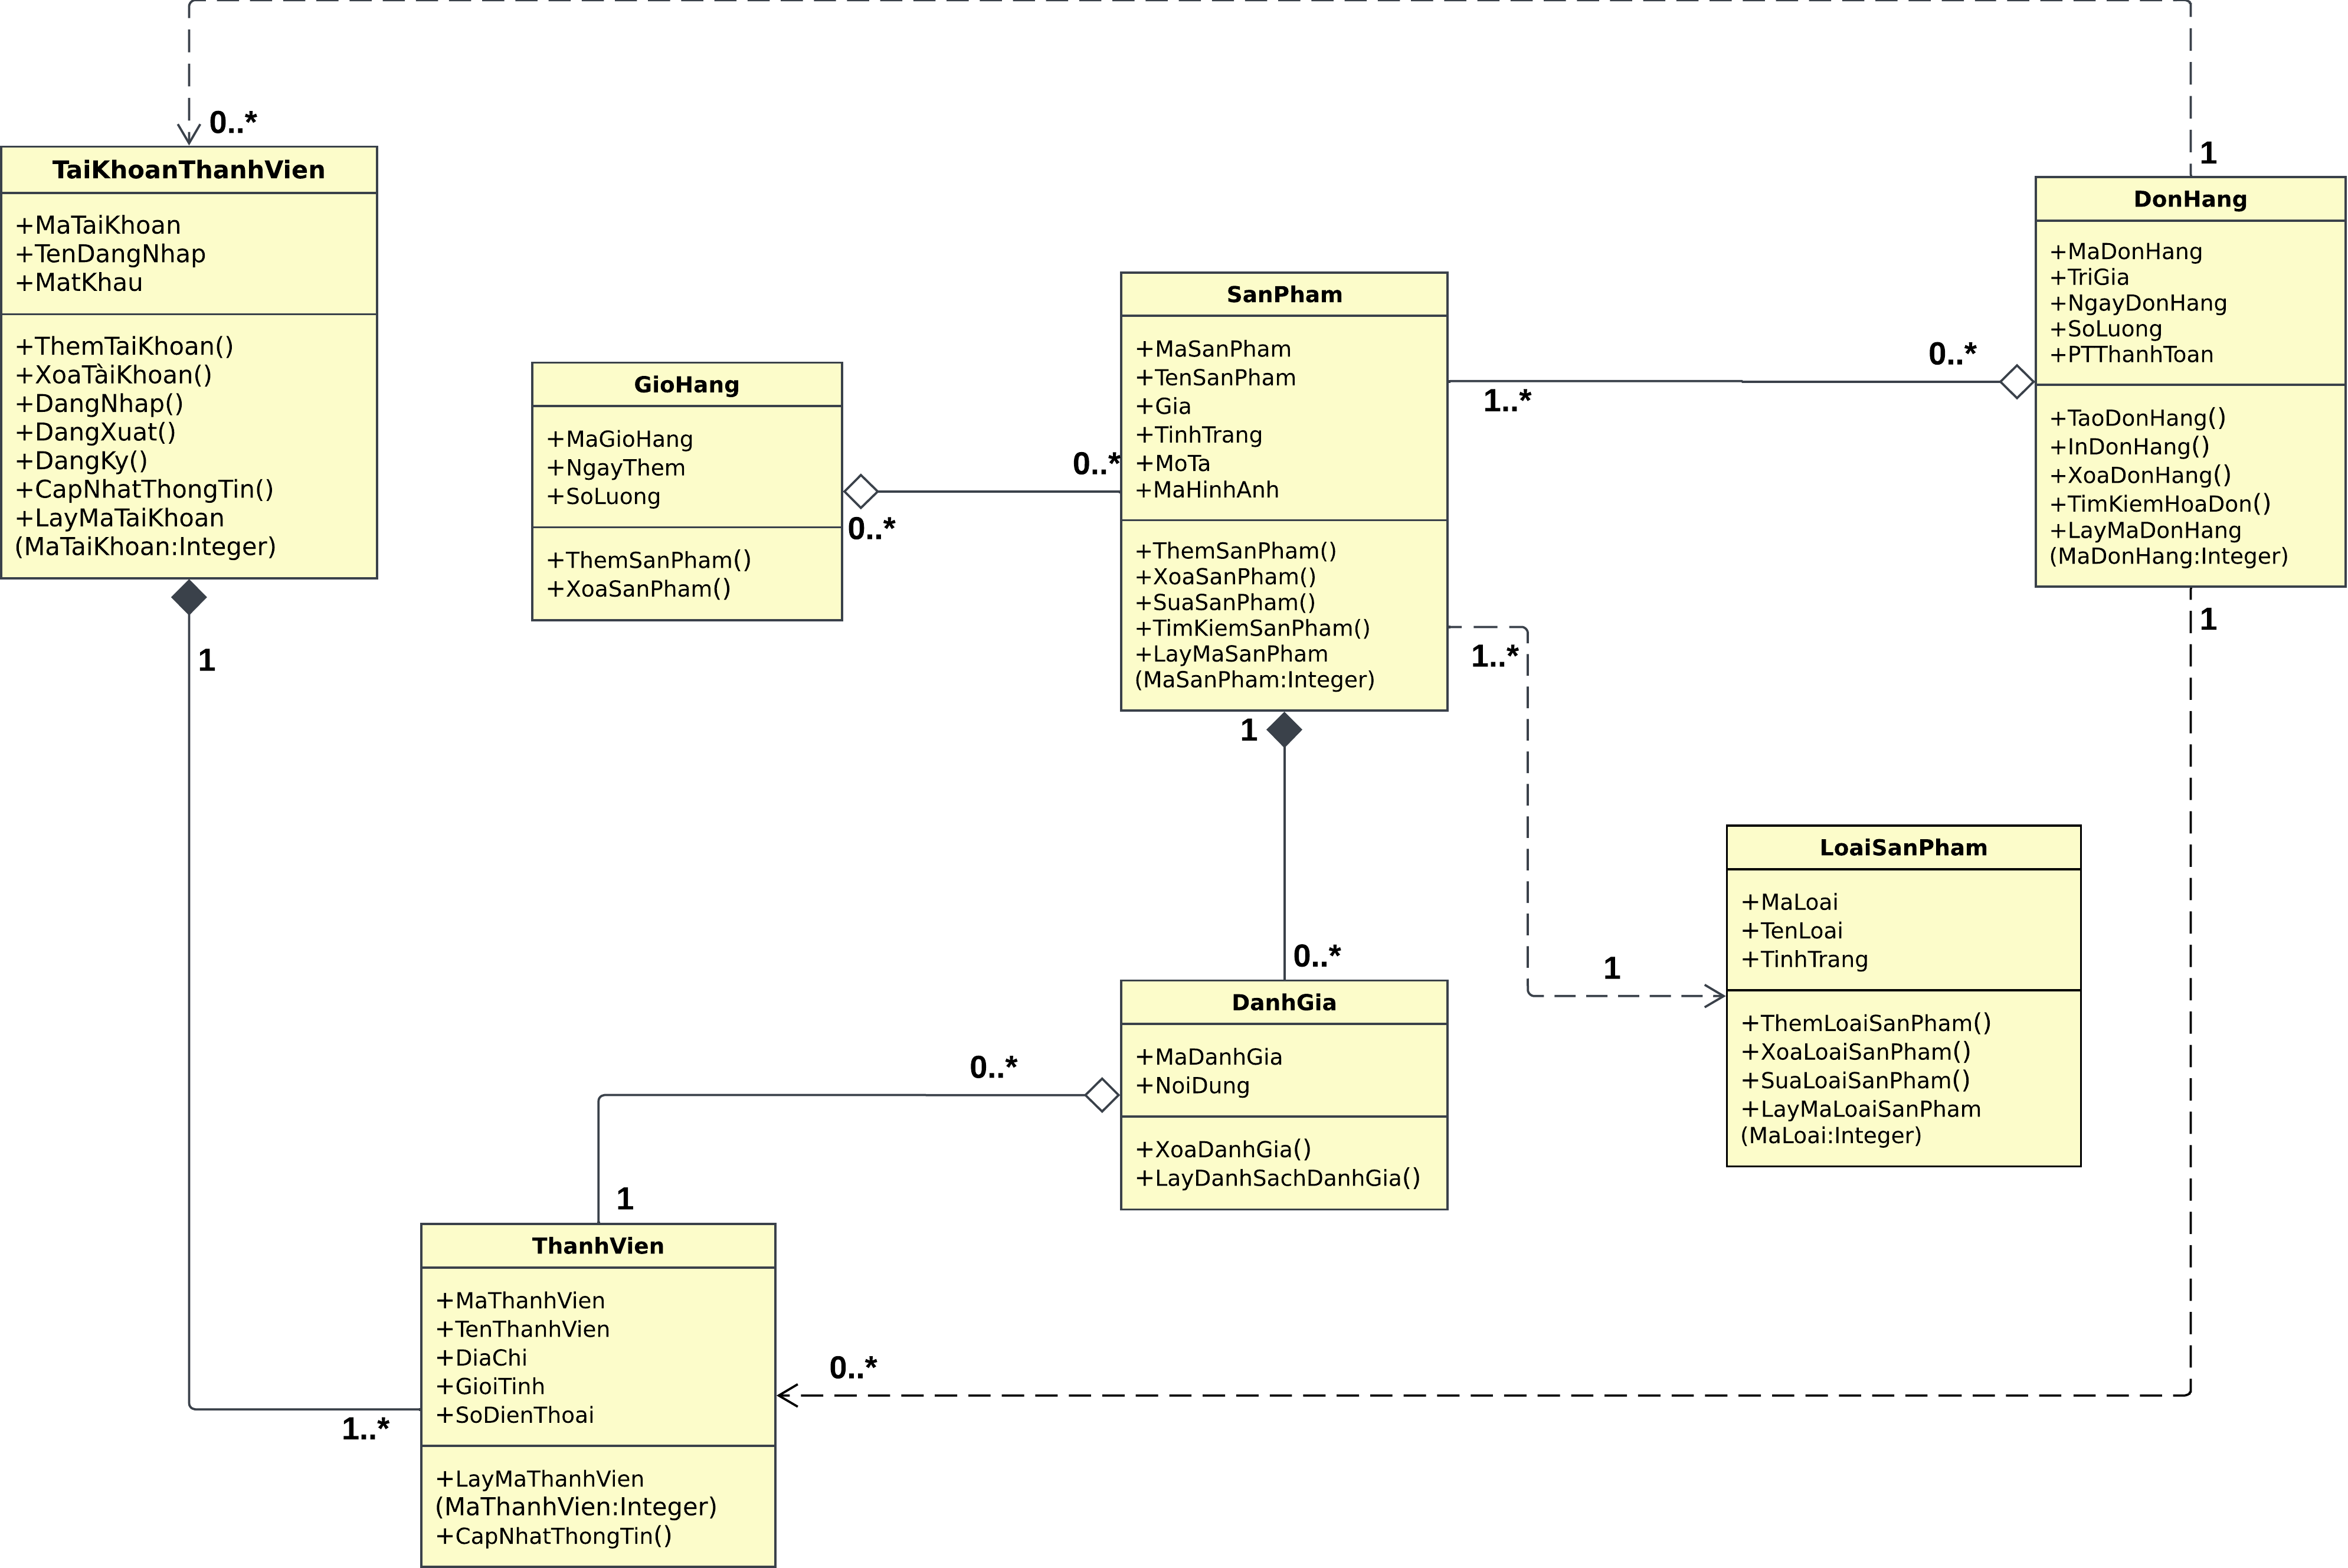 0..*
TaiKhoanThanhVien
+MaTaiKhoan
+TenDangNhap
+MatKhau
+ThemTaiKhoan()
+XoaTàiKhoan()
+DangNhap()
+DangXuat()
+DangKy()
+CapNhatThongTin()
+LayMaTaiKhoan
(MaTaiKhoan:Integer)
1
1..*
GioHang
+MaGioHang
+NgayThem
+SoLuong
+ThemSanPham()
+XoaSanPham()
0..*
0..*
SanPham
+MaSanPham
+TenSanPham
+Gia
+TinhTrang
+MoTa
+MaHinhAnh
+ThemSanPham()
+XoaSanPham()
+SuaSanPham()
+TimKiemSanPham()
+LayMaSanPham
(MaSanPham:Integer)
1..*
0..*
1
DonHang
+MaDonHang
+TriGia
+NgayDonHang
+SoLuong
+PTThanhToan
+TaoDonHang()
+InDonHang()
+XoaDonHang()
+TimKiemHoaDon()
+LayMaDonHang
(MaDonHang:Integer)
1
1..*
1
1
0..*
LoaiSanPham
+MaLoai
+TenLoai
+TinhTrang
+ThemLoaiSanPham()
+XoaLoaiSanPham()
+SuaLoaiSanPham()
+LayMaLoaiSanPham
(MaLoai:Integer)
DanhGia
+MaDanhGia
+NoiDung
+XoaDanhGia()
+LayDanhSachDanhGia()
0..*
1
ThanhVien
+MaThanhVien
+TenThanhVien
+DiaChi
+GioiTinh
+SoDienThoai
+LayMaThanhVien
(MaThanhVien:Integer)
+CapNhatThongTin()
0..*